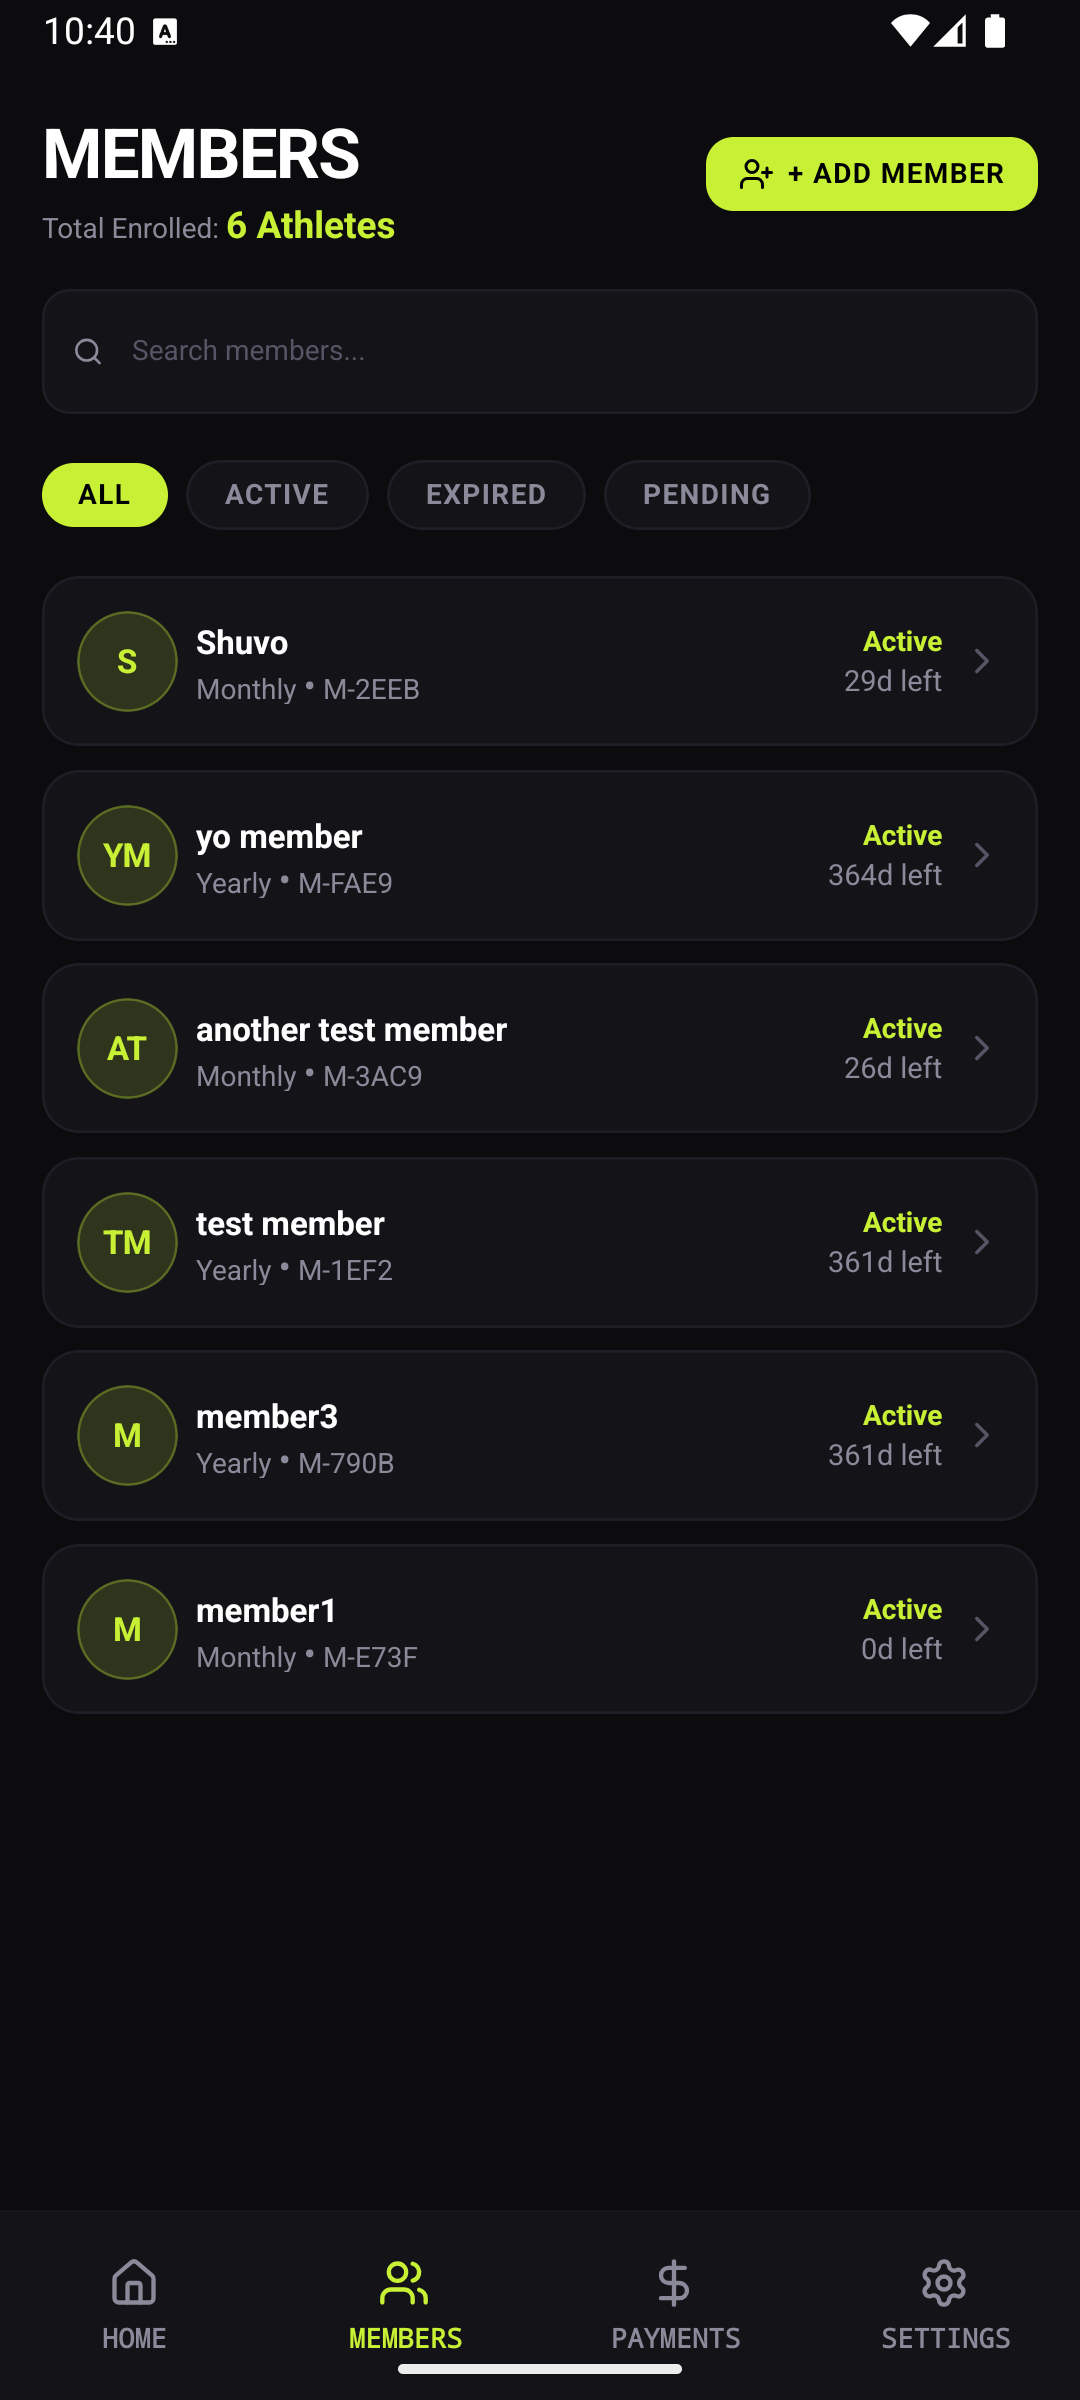 10:40
MEMBERS
Total Enrolled: 6 Athletes
+ ADD MEMBER
Search members...
ALL
ACTIVE
EXPIRED
PENDING
S
Shuvo
Monthly • M-2EEB
Active
29d left
YM
yo member
Yearly • M-FAE9
Active
364d left
AT
another test member
Monthly • M-3AC9
Active
26d left
TM
test member
Yearly • M-1EF2
Active
361d left
M
member3
Yearly • M-790B
Active
361d left
M
member1
Monthly • M-E73F
Active
0d left
HOME
MEMBERS
PAYMENTS
SETTINGS